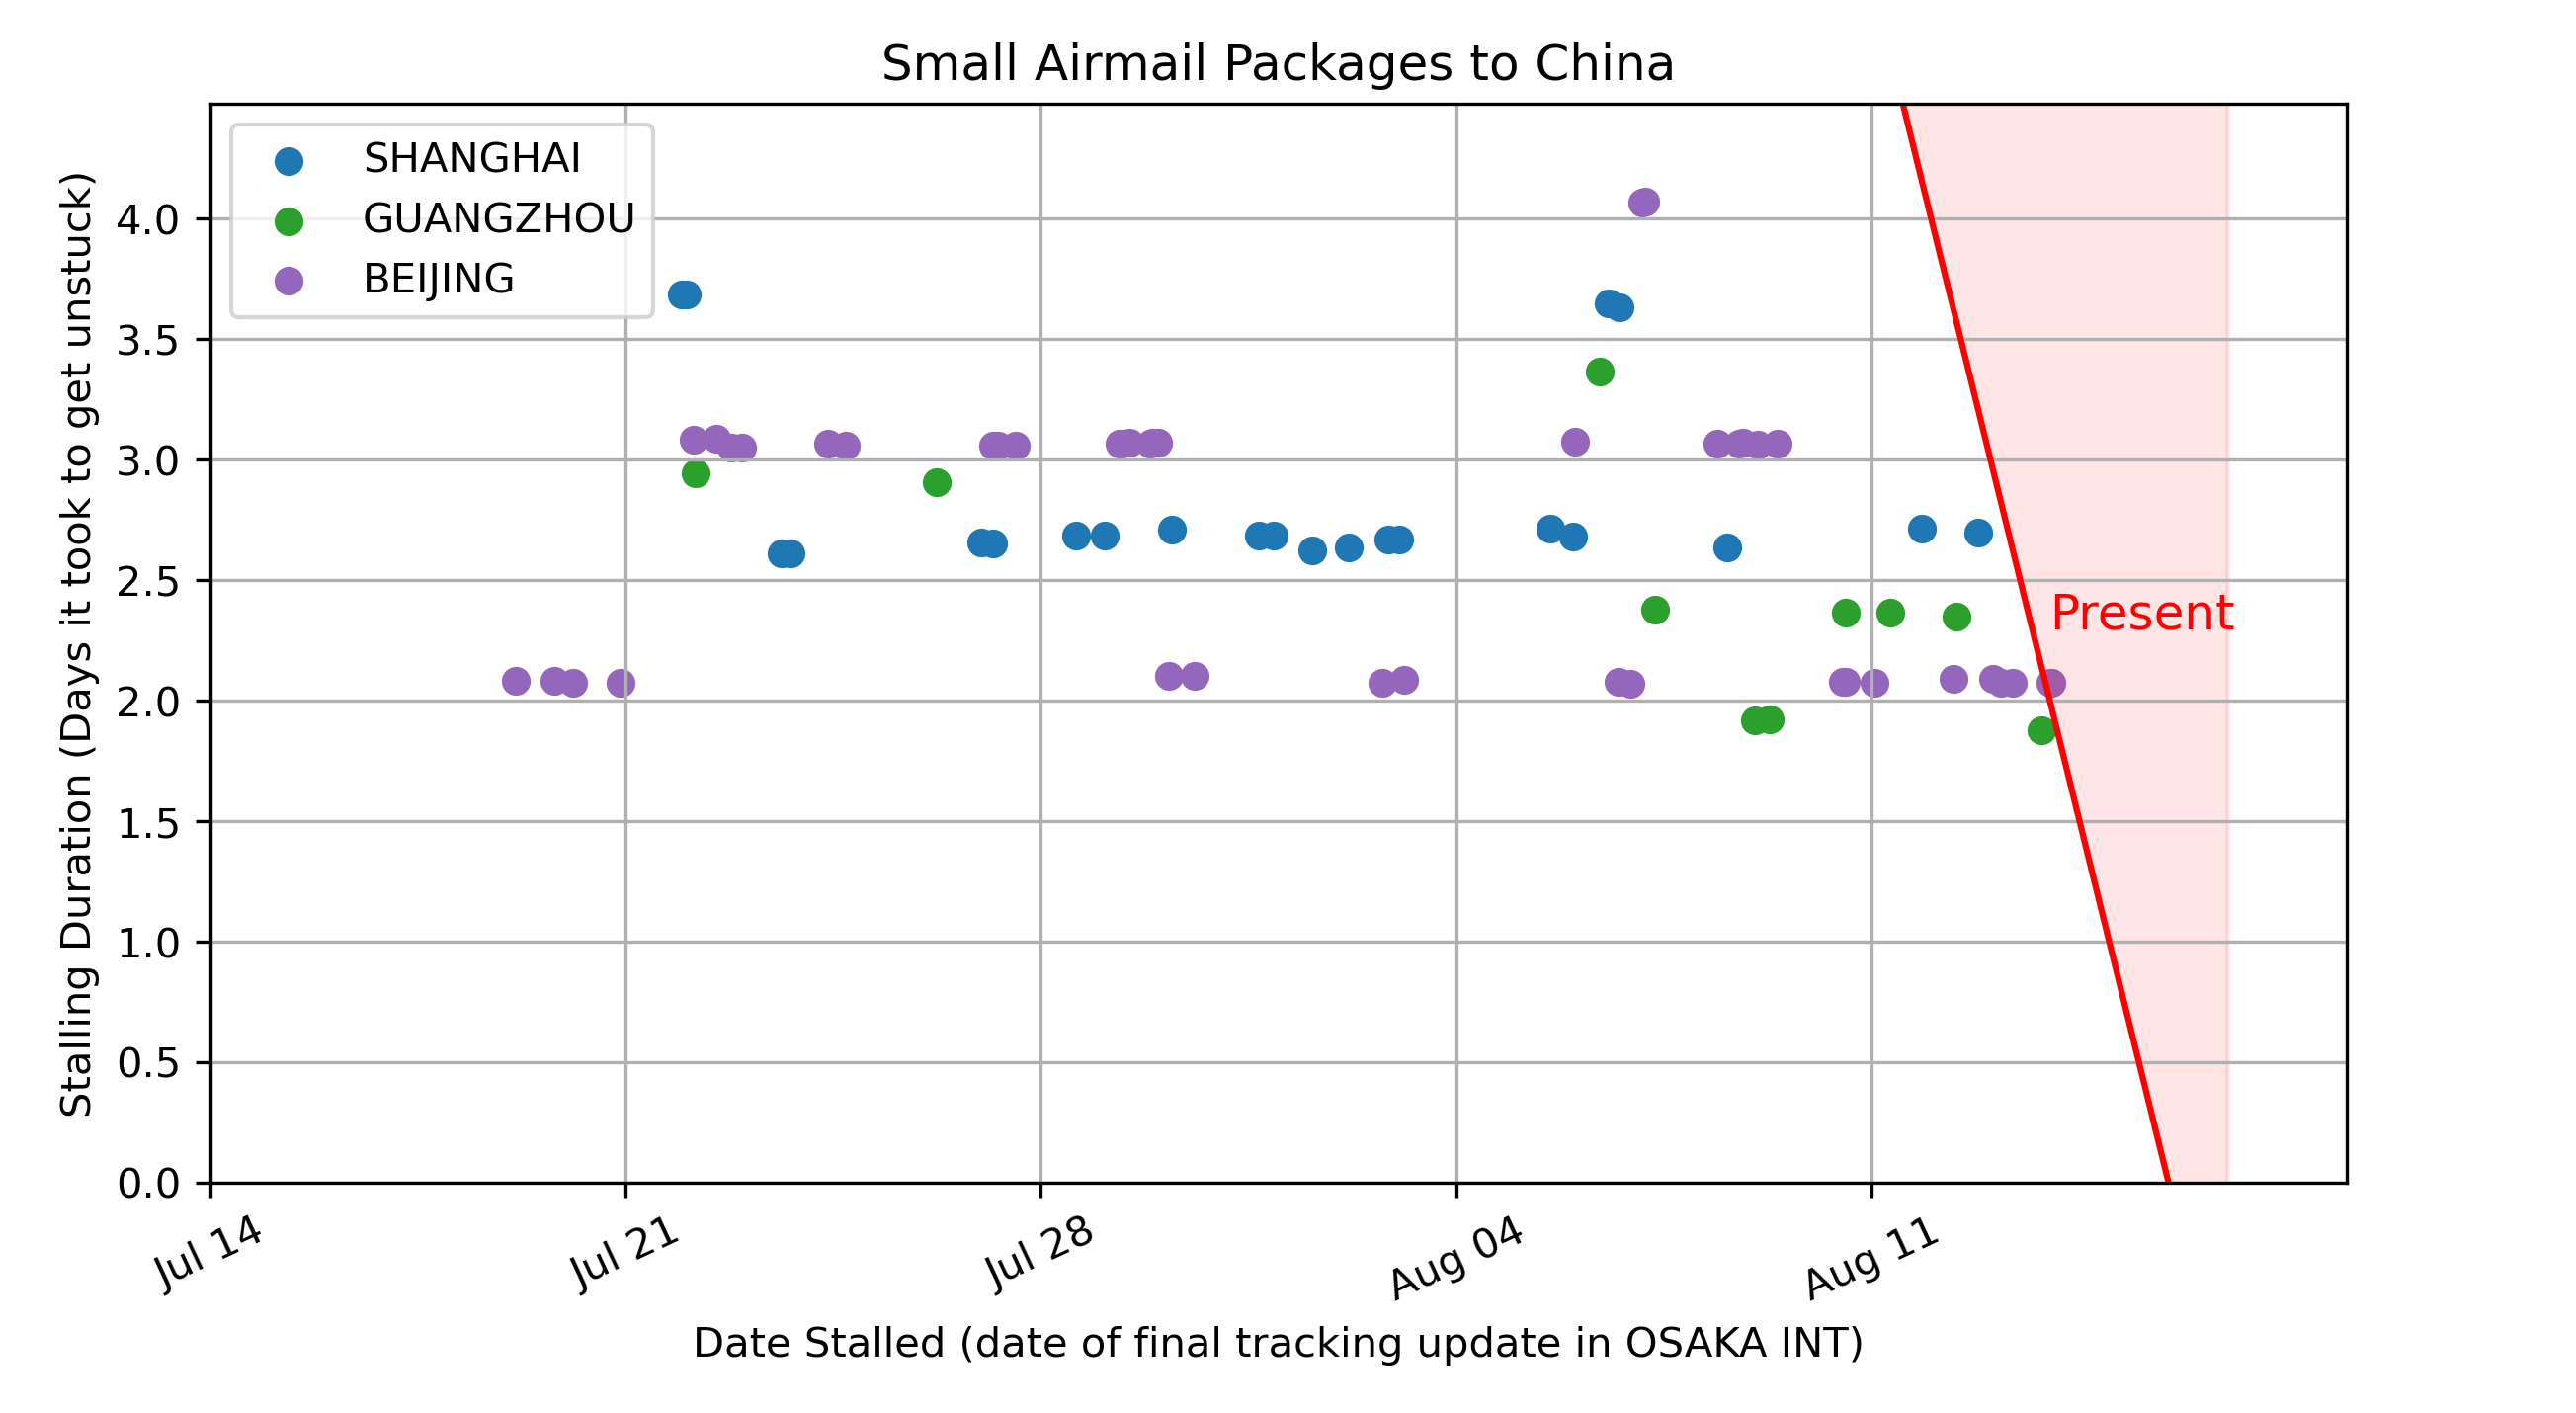 Small Airmail Packages to China
SHANGHAI
GUANGZHOU
BEIJING
Stalling Duration (Days it took to get unstuck)
4.0
3.5
3.0
2.5
2.0
1.5
1.0
0.5
0.0
Present
Jul 14
Jul 21
Jul 28
Aug 04
Aug 11
Date Stalled (date of final tracking update in OSAKA INT)